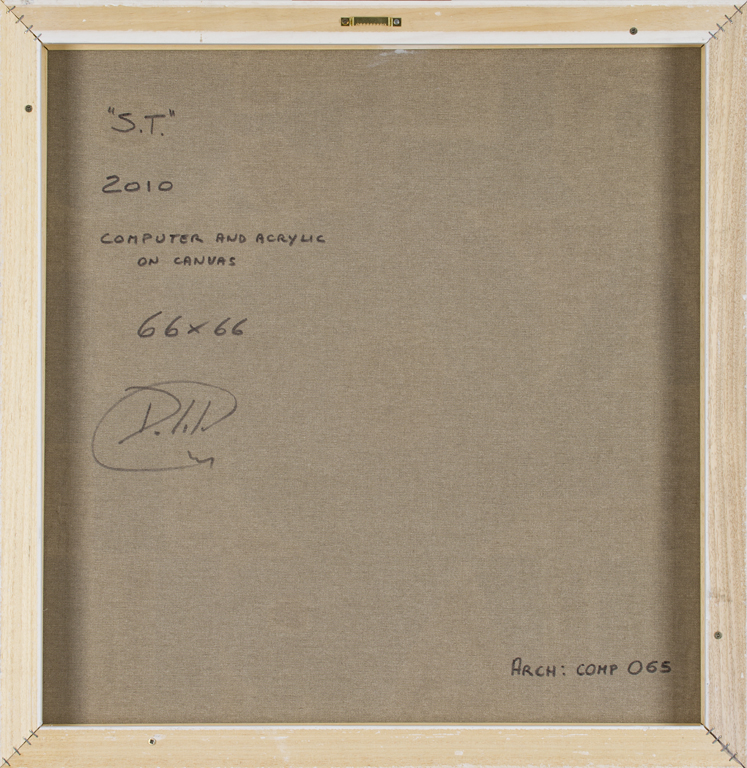 "S.T."
2010
COMPUTER AND ACRYLIC
ON CANVAS
66x66
ARCH: COMP 065